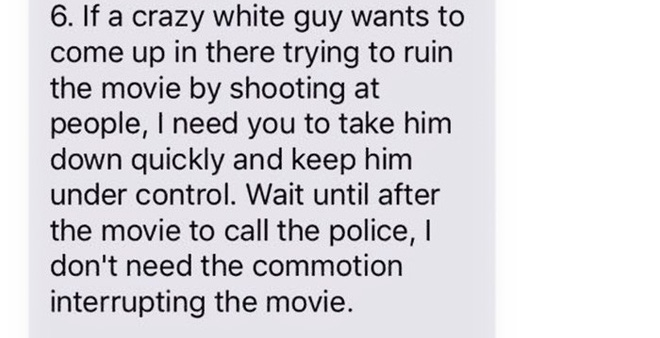 6. If a crazy white guy wants to
come up in there trying to ruin
the movie by shooting at
people, I need you to take him
down quickly and keep him
under control. Wait until after
the movie to call the police, I
don't need the commotion
interrupting the movie.